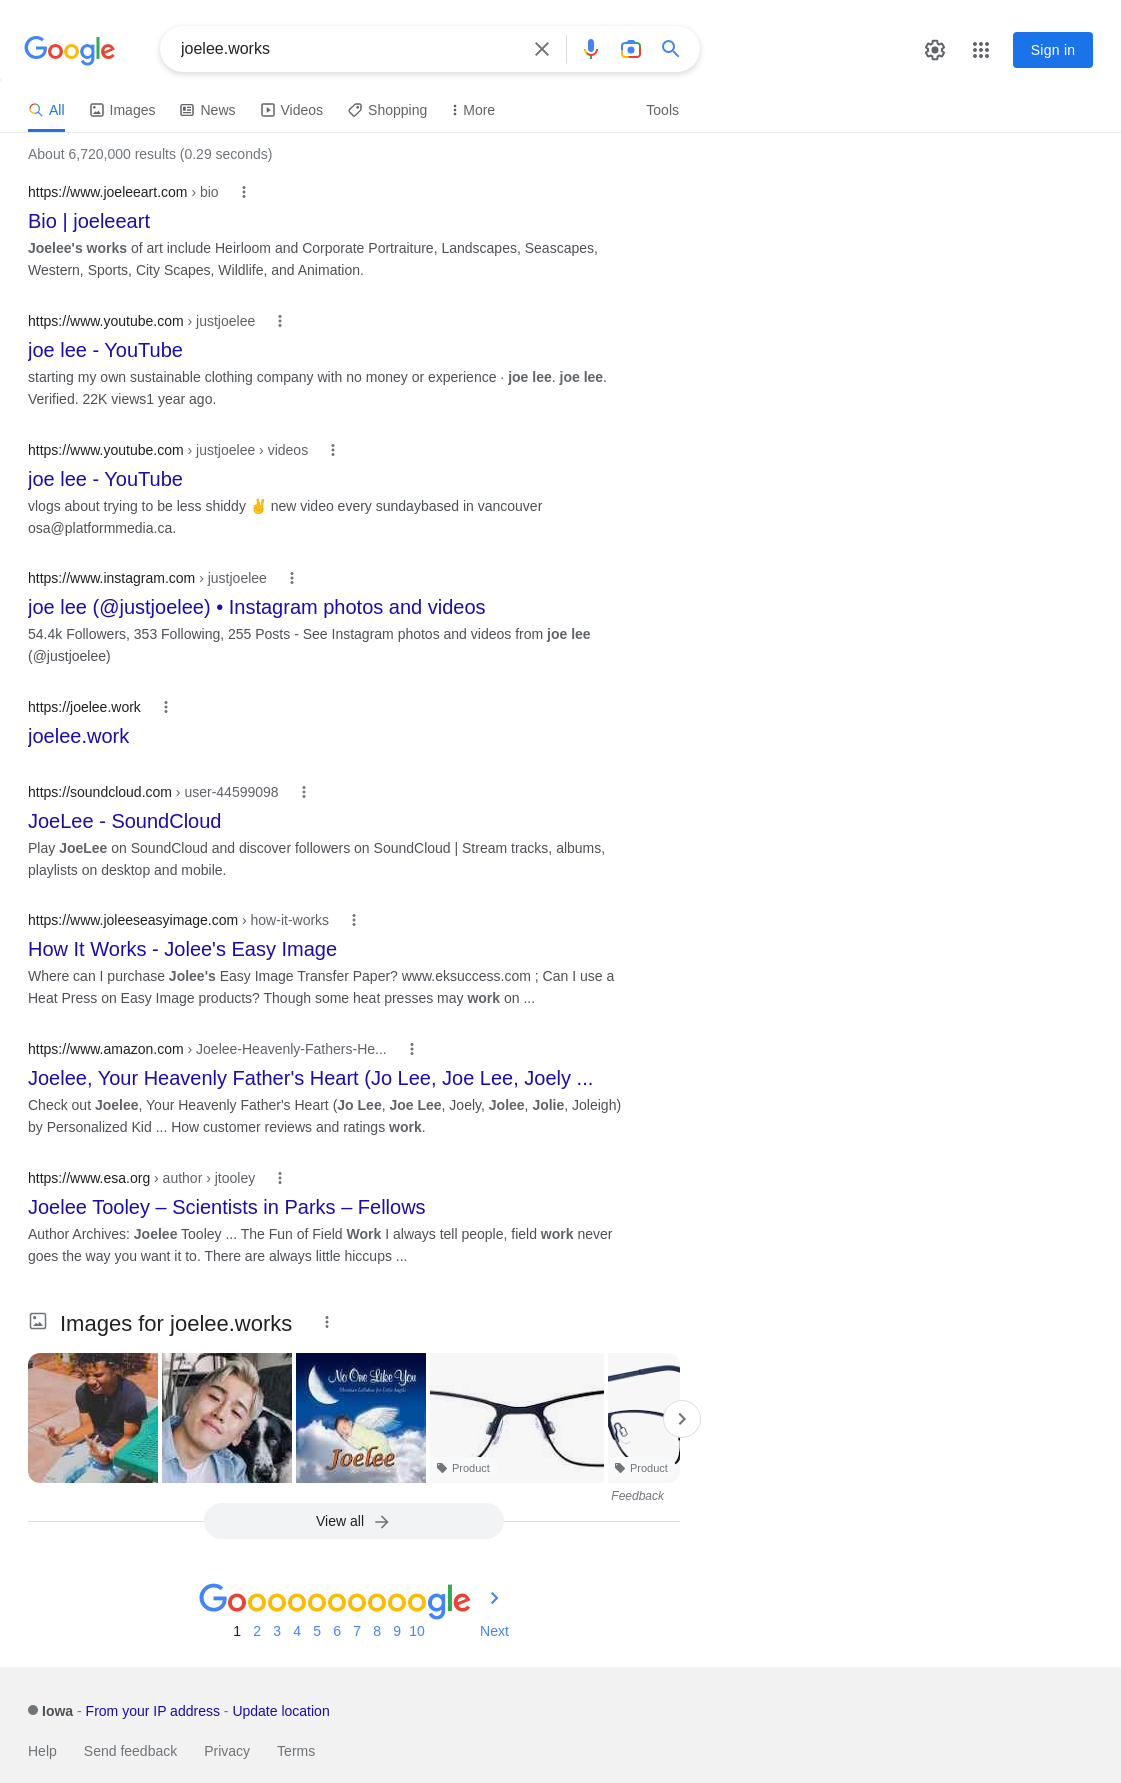 Google
joelee.works
Sign in
All Images News Videos Shopping More Tools
About 6,720,000 results (0.29 seconds)
https://www.joeleeart.com › bio
Bio | joeleeart
Joelee's works of art include Heirloom and Corporate Portraiture, Landscapes, Seascapes,
Western, Sports, City Scapes, Wildlife, and Animation.
https://www.youtube.com › justjoelee
joe lee - YouTube
starting my own sustainable clothing company with no money or experience · joe lee. joe lee.
Verified. 22K views1 year ago.
https://www.youtube.com › justjoelee › videos
joe lee - YouTube
vlogs about trying to be less shiddy ✌ new video every sundaybased in vancouver
osa@platformmedia.ca.
https://www.instagram.com › justjoelee
joe lee (@justjoelee) • Instagram photos and videos
54.4k Followers, 353 Following, 255 Posts - See Instagram photos and videos from joe lee
(@justjoelee)
https://joelee.work
joelee.work
https://soundcloud.com › user-44599098
JoeLee - SoundCloud
Play JoeLee on SoundCloud and discover followers on SoundCloud | Stream tracks, albums,
playlists on desktop and mobile.
https://www.joleeseasyimage.com › how-it-works
How It Works - Jolee's Easy Image
Where can I purchase Jolee's Easy Image Transfer Paper? www.eksuccess.com ; Can I use a
Heat Press on Easy Image products? Though some heat presses may work on ...
https://www.amazon.com › Joelee-Heavenly-Fathers-He...
Joelee, Your Heavenly Father's Heart (Jo Lee, Joe Lee, Joely ...
Check out Joelee, Your Heavenly Father's Heart (Jo Lee, Joe Lee, Joely, Jolee, Jolie, Joleigh)
by Personalized Kid ... How customer reviews and ratings work.
https://www.esa.org › author › jtooley
Joelee Tooley – Scientists in Parks – Fellows
Author Archives: Joelee Tooley ... The Fun of Field Work I always tell people, field work never
goes the way you want it to. There are always little hiccups ...
Images for joelee.works
No One Like You
Christian Lullabies for Little Angels
Joelee
Product
Product
Feedback
View all
Goooooooooogle
1 2 3 4 5 6 7 8 9 10 Next
Iowa - From your IP address - Update location
Help Send feedback Privacy Terms